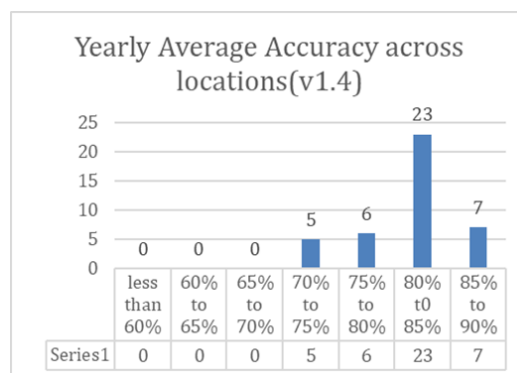 Yearly Average Accuracy across
locations(v1.4)
25
20
15
10
5
0
0 0 0 5 6 23 7
less than 60% 60% to 65% 65% to 70% 70% to 75% 75% to 80% 80% t0 85% 85% to 90%
Series1 0 0 0 5 6 23 7